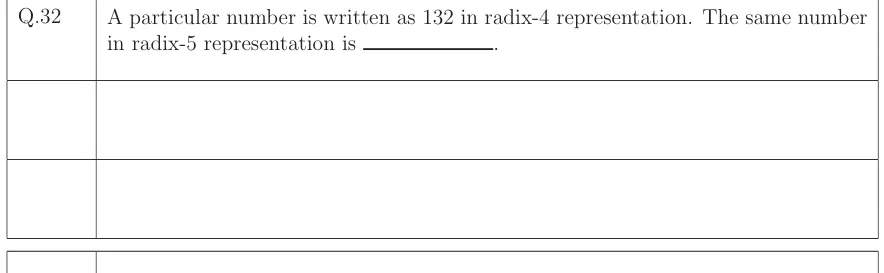 Q.32 A particular number is written as 132 in radix-4 representation. The same number
in radix-5 representation is ____________.